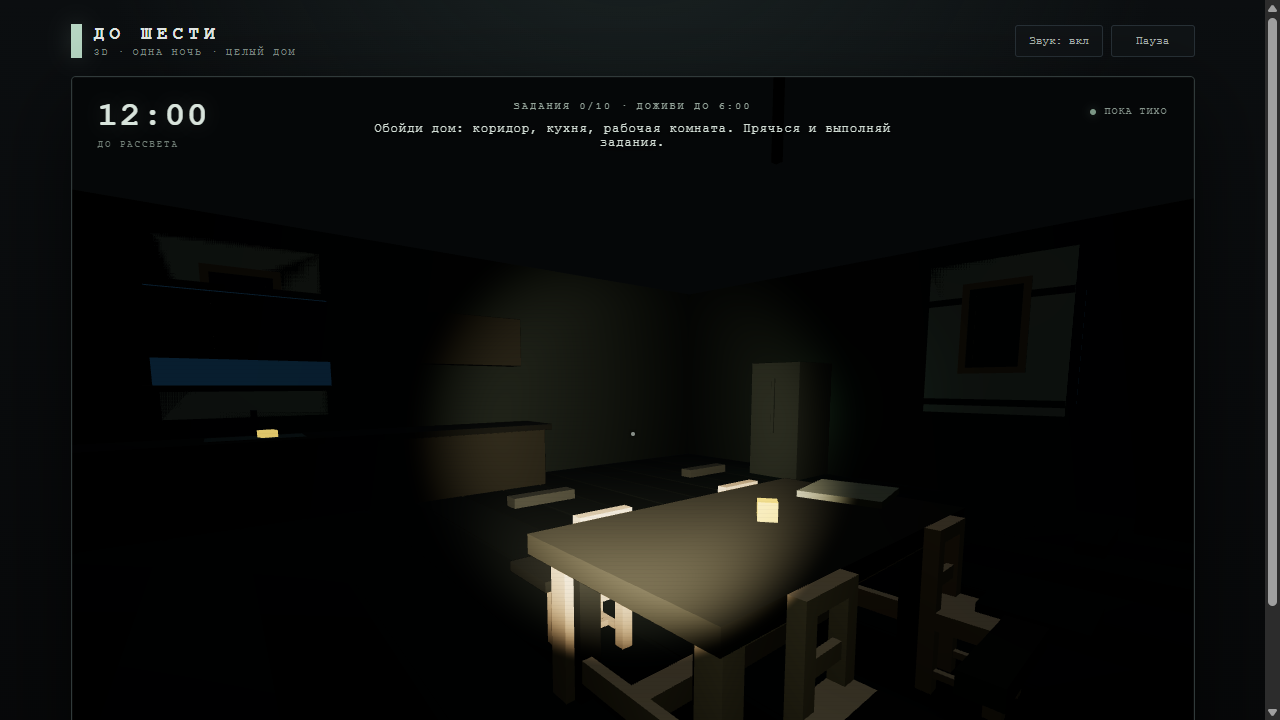 ДО ШЕСТИ
3D · ОДНА НОЧЬ · ЦЕЛЫЙ ДОМ
Звук: вкл
Пауза
12:00
ДО РАССВЕТА
ЗАДАНИЯ 0/10 · ДОЖИВИ ДО 6:00
Обойди дом: коридор, кухня, рабочая комната. Прячься и выполняй
задания.
ПОКА ТИХО